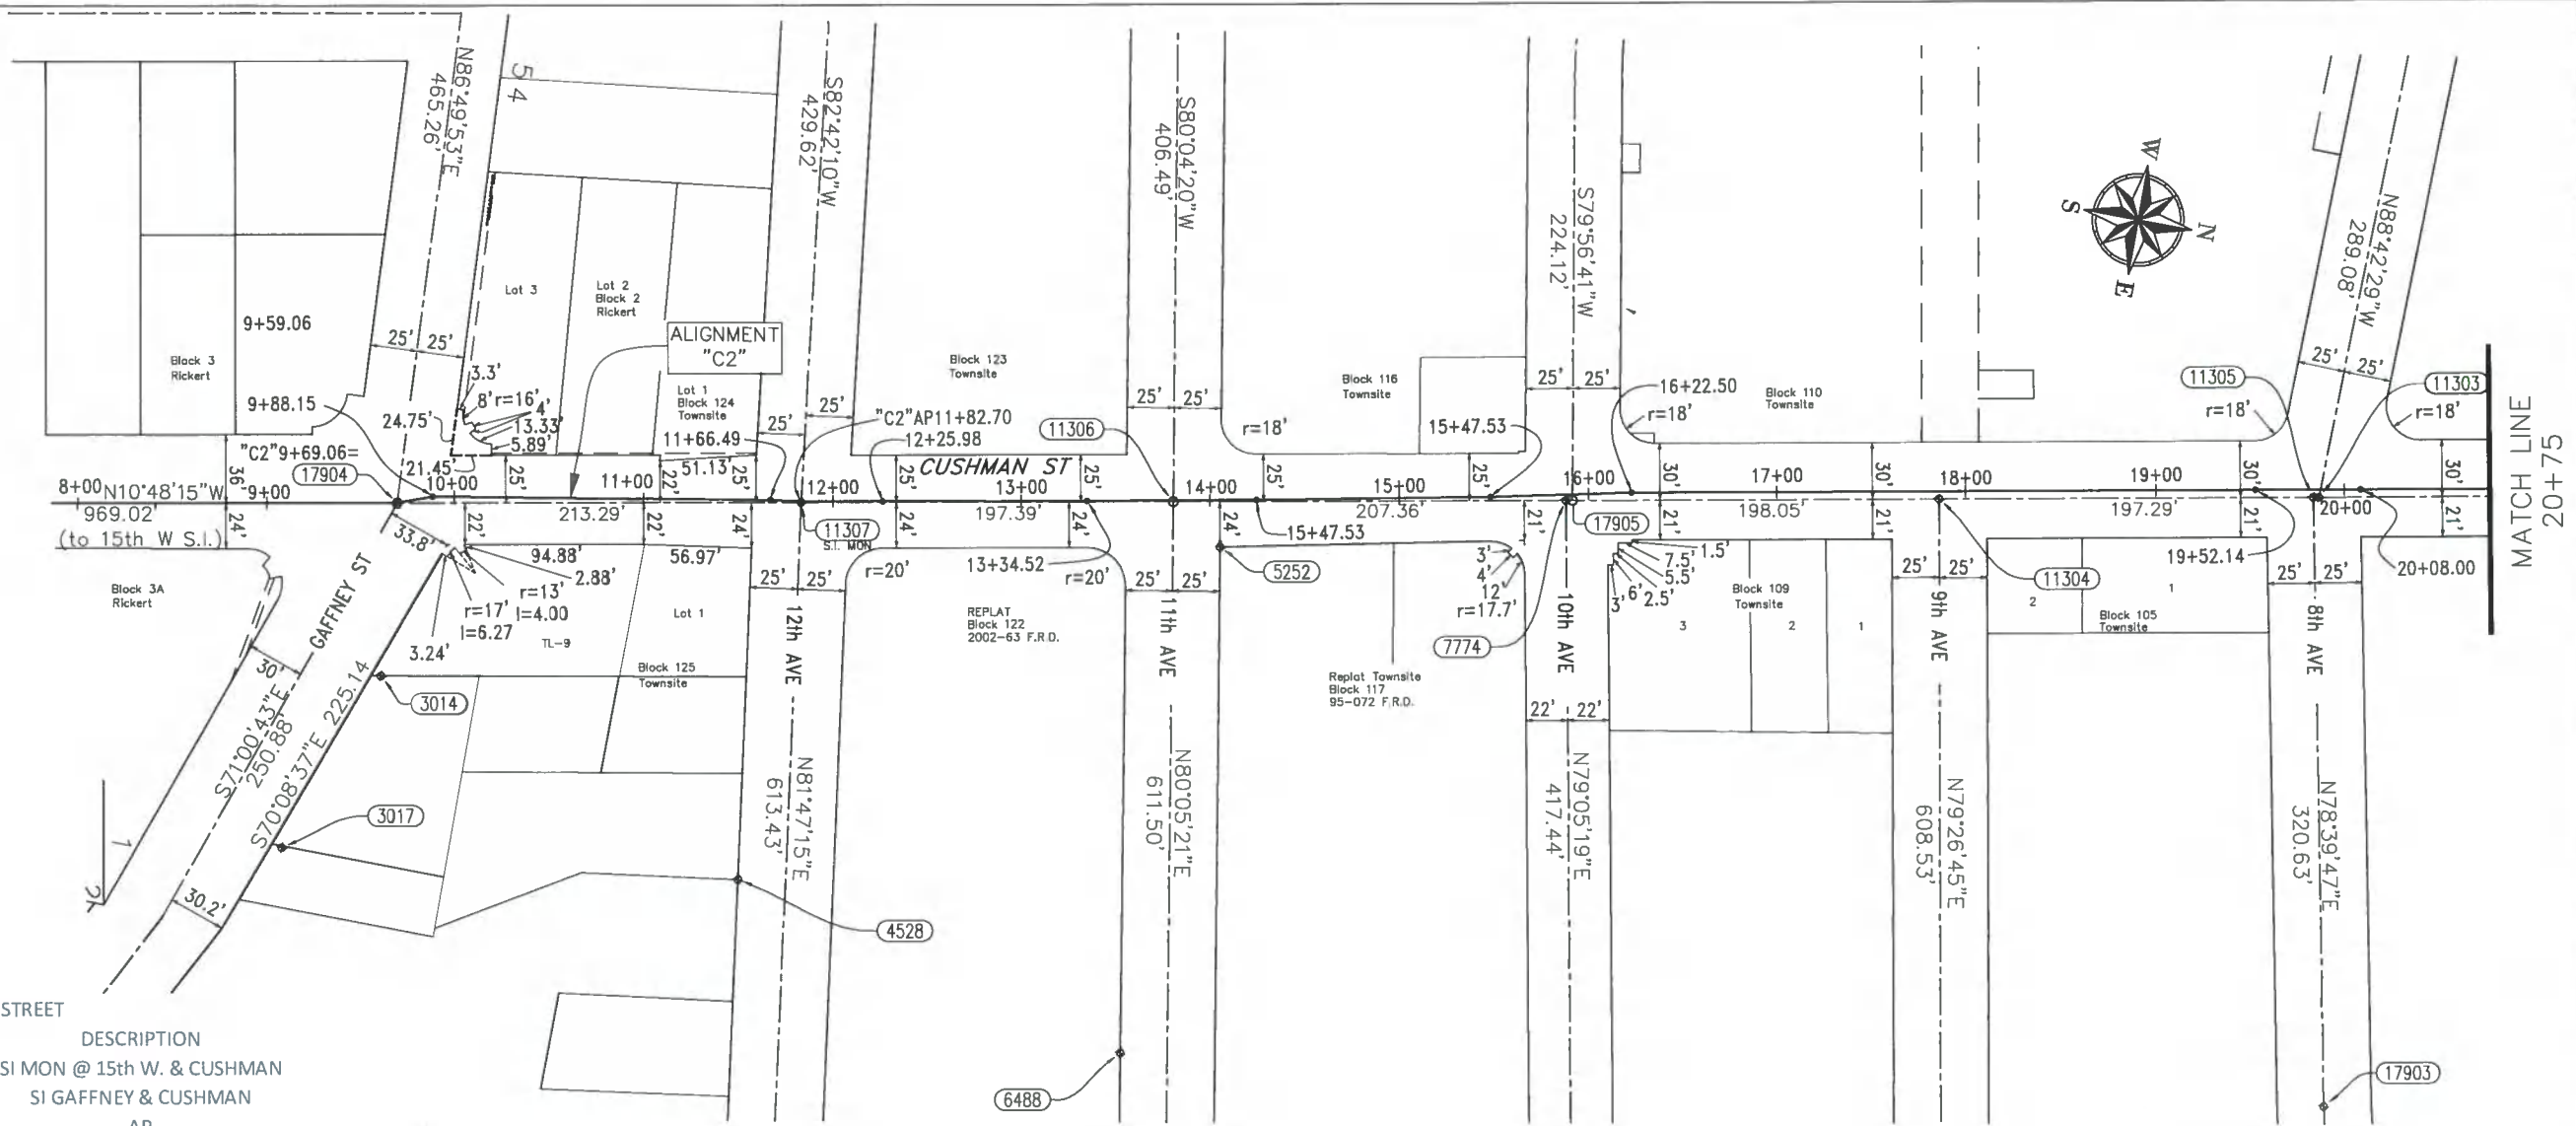 N86°49'53"E
465.26'
5
4
S82°42'10"W
429.62'
S80°04'20"W
406.49'
S79°56'41"W
224.12'
N88°42'29"W
289.08'
W
N
S
E
Lot 3
Lot 2
Block 2
Rickert
ALIGNMENT
"C2"
Lot 1
Block 124
Townsite
9+59.06
Block 3
Rickert
9+88.15
25'
25'
3.3'
8'
r=16'
4'
13.33'
5.89'
24.75'
21.45'
"C2"9+69.06=
17904
36'
25'
25'
11+66.49
51.13'
22'
25'
"C2"AP11+82.70
12+25.98
Block 123
Townsite
25'
CUSHMAN ST
25'
25'
25'
11306
r=18'
25'
Block 116
Townsite
15+47.53
25'
25'
25'
16+22.50
r=18'
Block 110
Townsite
30'
30'
30'
11305
r=18'
25'
25'
11303
r=18'
30'
MATCH LINE
20+75
8+00
N10°48'15"W
9+00
10+00
11+00
12+00
13+00
14+00
15+00
16+00
17+00
18+00
19+00
20+00
969.02'
(to 15th W S.I.)
24'
213.29'
197.39'
207.36'
198.05'
197.29'
33.8'
22'
22'
24'
11307
S.I. MON
24'
24'
24'
15+47.53
21'
17905
21'
21'
21'
21'
94.88'
2.88'
56.97'
r=13'
l=4.00
r=17'
l=6.27
3.24'
TL-9
Lot 1
25'
25'
r=20'
13+34.52
r=20'
25'
25'
5252
3'
4'
12'
r=17.7'
7774
1.5'
7.5'
5.5'
2.5'
6'
3'
Block 109
Townsite
3
2
1
25'
25'
11304
2
1
Block 105
Townsite
19+52.14
25'
25'
20+08.00
Block 3A
Rickert
GAFFNEY ST
12th AVE
11th AVE
10th AVE
9th AVE
8th AVE
REPLAT
Block 122
2002-63 F.R.D.
Replat Townsite
Block 117
95-072 F.R.D.
Block 125
Townsite
3014
30'
S71°00'43"E
250.88'
S70°08'37"E 225.14
3017
30.2'
1
22'
22'
N81°47'15"E
613.43'
N80°05'21"E
611.50'
N79°05'19"E
417.44'
N79°26'45"E
608.53'
N78°39'47"E
320.63'
4528
6488
17903
STREET
DESCRIPTION
SI MON @ 15th W. & CUSHMAN
SI GAFFNEY & CUSHMAN